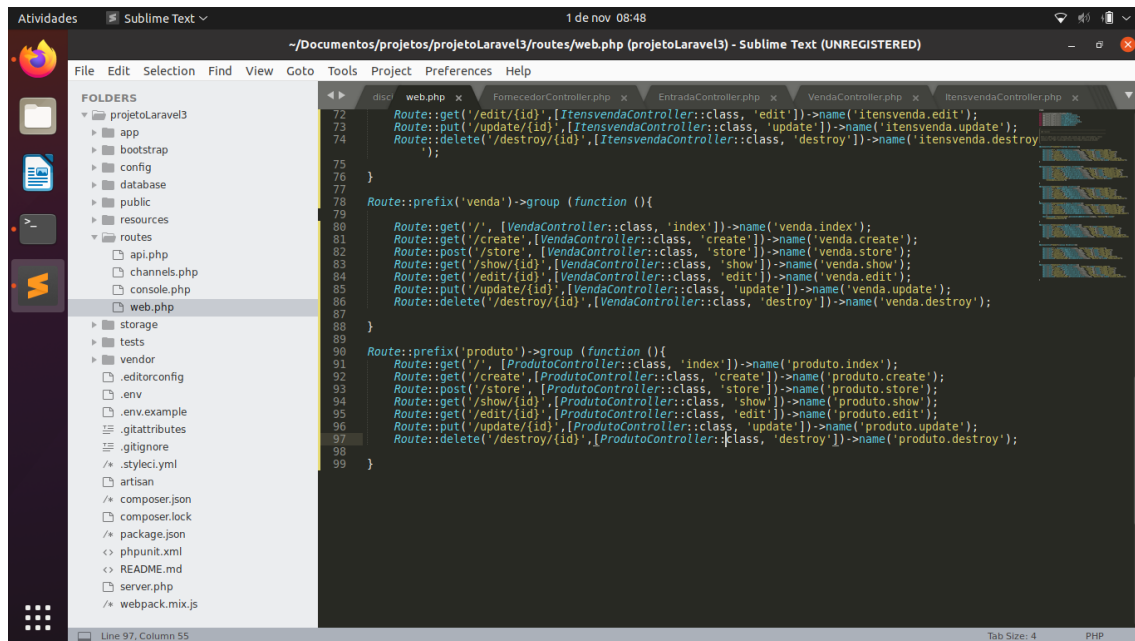 Atividades Sublime Text 1 de nov 08:48
~/Documentos/projetos/projetoLaravel3/routes/web.php (projetoLaravel3) - Sublime Text (UNREGISTERED)
File Edit Selection Find View Goto Tools Project Preferences Help
FOLDERS
projetoLaravel3
app
bootstrap
config
database
public
resources
routes
api.php
channels.php
console.php
web.php
storage
tests
vendor
.editorconfig
.env
.env.example
.gitattributes
.gitignore
/* .styleci.yml
artisan
/* composer.json
composer.lock
/* package.json
<> phpunit.xml
<> README.md
server.php
/* webpack.mix.js
disc web.php x FornecedorController.php x EntradaController.php x VendaController.php x ItensvendaController.php x
72 Route::get('/edit/{id}',[ItensvendaController::class, 'edit'])->name('itensvenda.edit');
73 Route::put('/update/{id}',[ItensvendaController::class, 'update'])->name('itensvenda.update');
74 Route::delete('/destroy/{id}',[ItensvendaController::class, 'destroy'])->name('itensvenda.destroy
');
75
76 }
77
78 Route::prefix('venda')->group (function (){
79
80 Route::get('/', [VendaController::class, 'index'])->name('venda.index');
81 Route::get('/create',[VendaController::class, 'create'])->name('venda.create');
82 Route::post('/store', [VendaController::class, 'store'])->name('venda.store');
83 Route::get('/show/{id}',[VendaController::class, 'show'])->name('venda.show');
84 Route::get('/edit/{id}',[VendaController::class, 'edit'])->name('venda.edit');
85 Route::put('/update/{id}',[VendaController::class, 'update'])->name('venda.update');
86 Route::delete('/destroy/{id}',[VendaController::class, 'destroy'])->name('venda.destroy');
87
88 }
89
90 Route::prefix('produto')->group (function (){
91 Route::get('/', [ProdutoController::class, 'index'])->name('produto.index');
92 Route::get('/create',[ProdutoController::class, 'create'])->name('produto.create');
93 Route::post('/store', [ProdutoController::class, 'store'])->name('produto.store');
94 Route::get('/show/{id}',[ProdutoController::class, 'show'])->name('produto.show');
95 Route::get('/edit/{id}',[ProdutoController::class, 'edit'])->name('produto.edit');
96 Route::put('/update/{id}',[ProdutoController::class, 'update'])->name('produto.update');
97 Route::delete('/destroy/{id}',[ProdutoController::class, 'destroy'])->name('produto.destroy');
98
99 }
Line 97, Column 55 Tab Size: 4 PHP